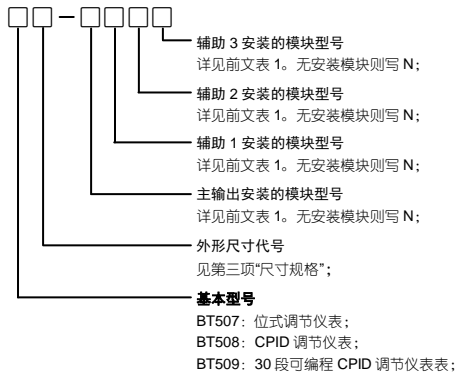 □□－□□□□
辅助 3 安装的模块型号
详见前文表 1。无安装模块则写 N；
辅助 2 安装的模块型号
详见前文表 1。无安装模块则写 N；
辅助 1 安装的模块型号
详见前文表 1。无安装模块则写 N；
主输出安装的模块型号
详见前文表 1。无安装模块则写 N；
外形尺寸代号
见第三项“尺寸规格”；
基本型号
BT507：位式调节仪表；
BT508：CPID 调节仪表；
BT509：30 段可编程 CPID 调节仪表表；